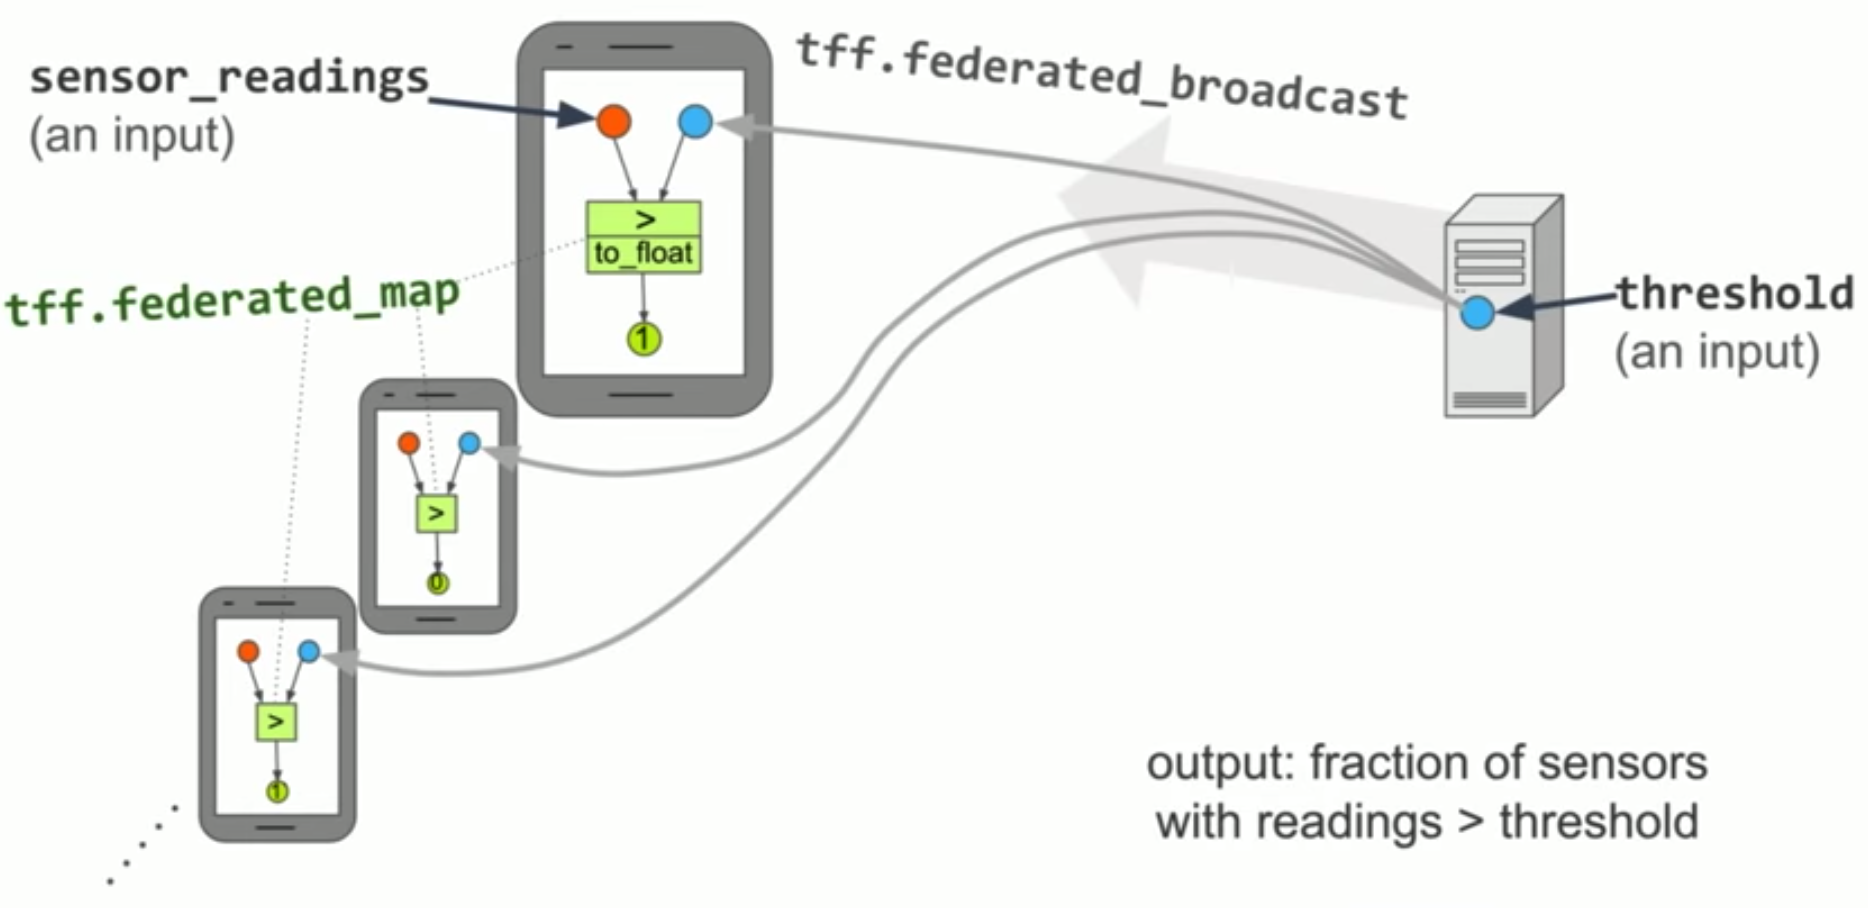 sensor_readings
(an input)
tff.federated_broadcast
>
to_float
1
tff.federated_map
threshold
(an input)
>
0
>
1
output: fraction of sensors
with readings > threshold